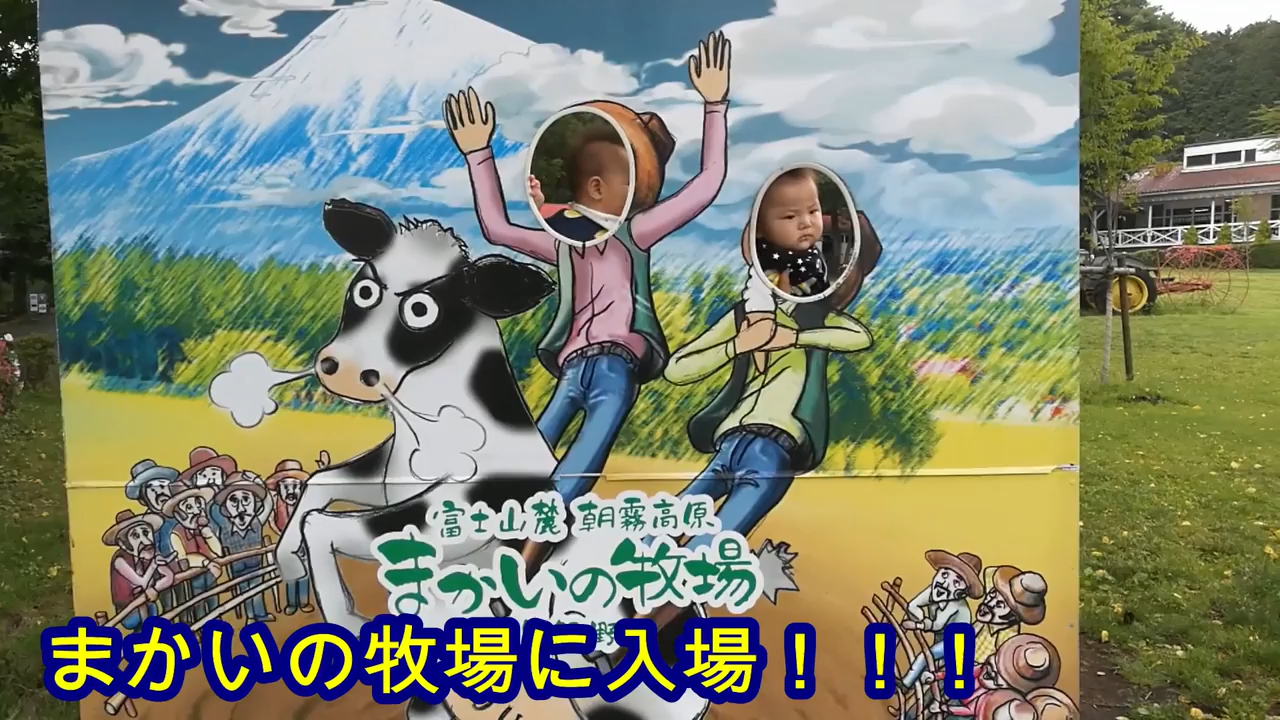 富士山麓 朝霧高原
まかいの牧場
まかいの牧場に入場！！！